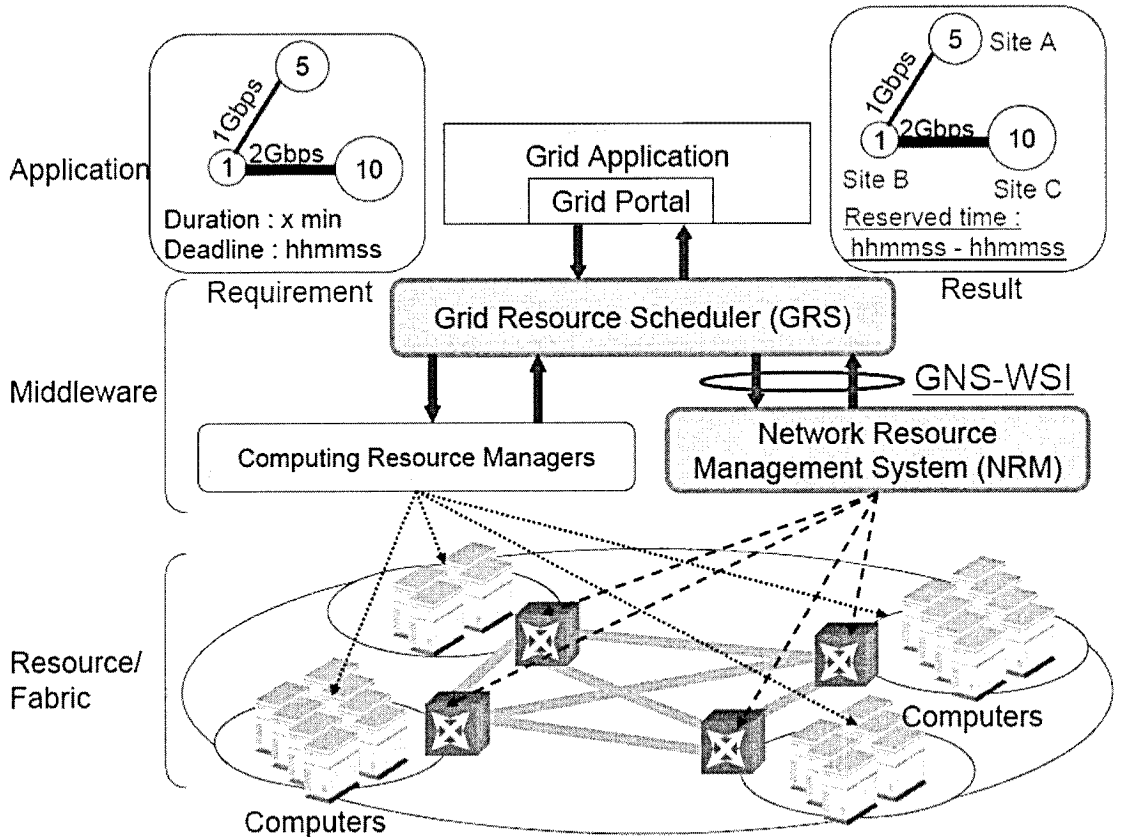 Application
5
1Gbps
1
2Gbps
10
Duration : x min
Deadline : hhmmss
Requirement
Grid Application
Grid Portal
5
Site A
1Gbps
1
2Gbps
10
Site B
Site C
Reserved time :
hhmmss - hhmmss
Result
Middleware
Grid Resource Scheduler (GRS)
GNS-WSI
Computing Resource Managers
Network Resource
Management System (NRM)
Resource/
Fabric
Computers
Computers